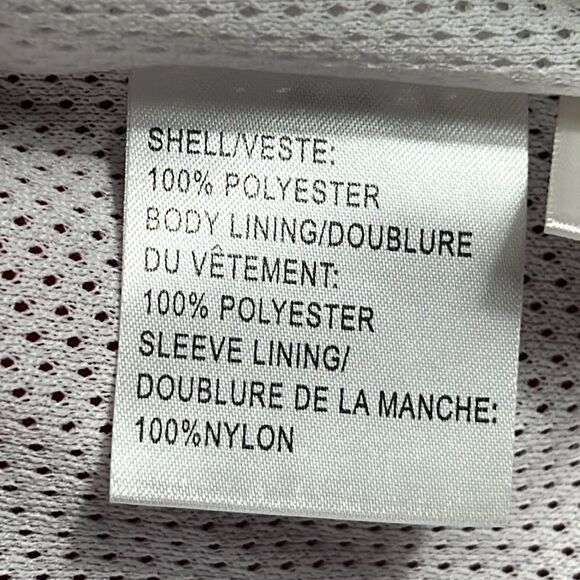 SHELL/VESTE:
100% POLYESTER
BODY LINING/DOUBLURE
DU VÊTEMENT:
100% POLYESTER
SLEEVE LINING/
DOUBLURE DE LA MANCHE:
100%NYLON